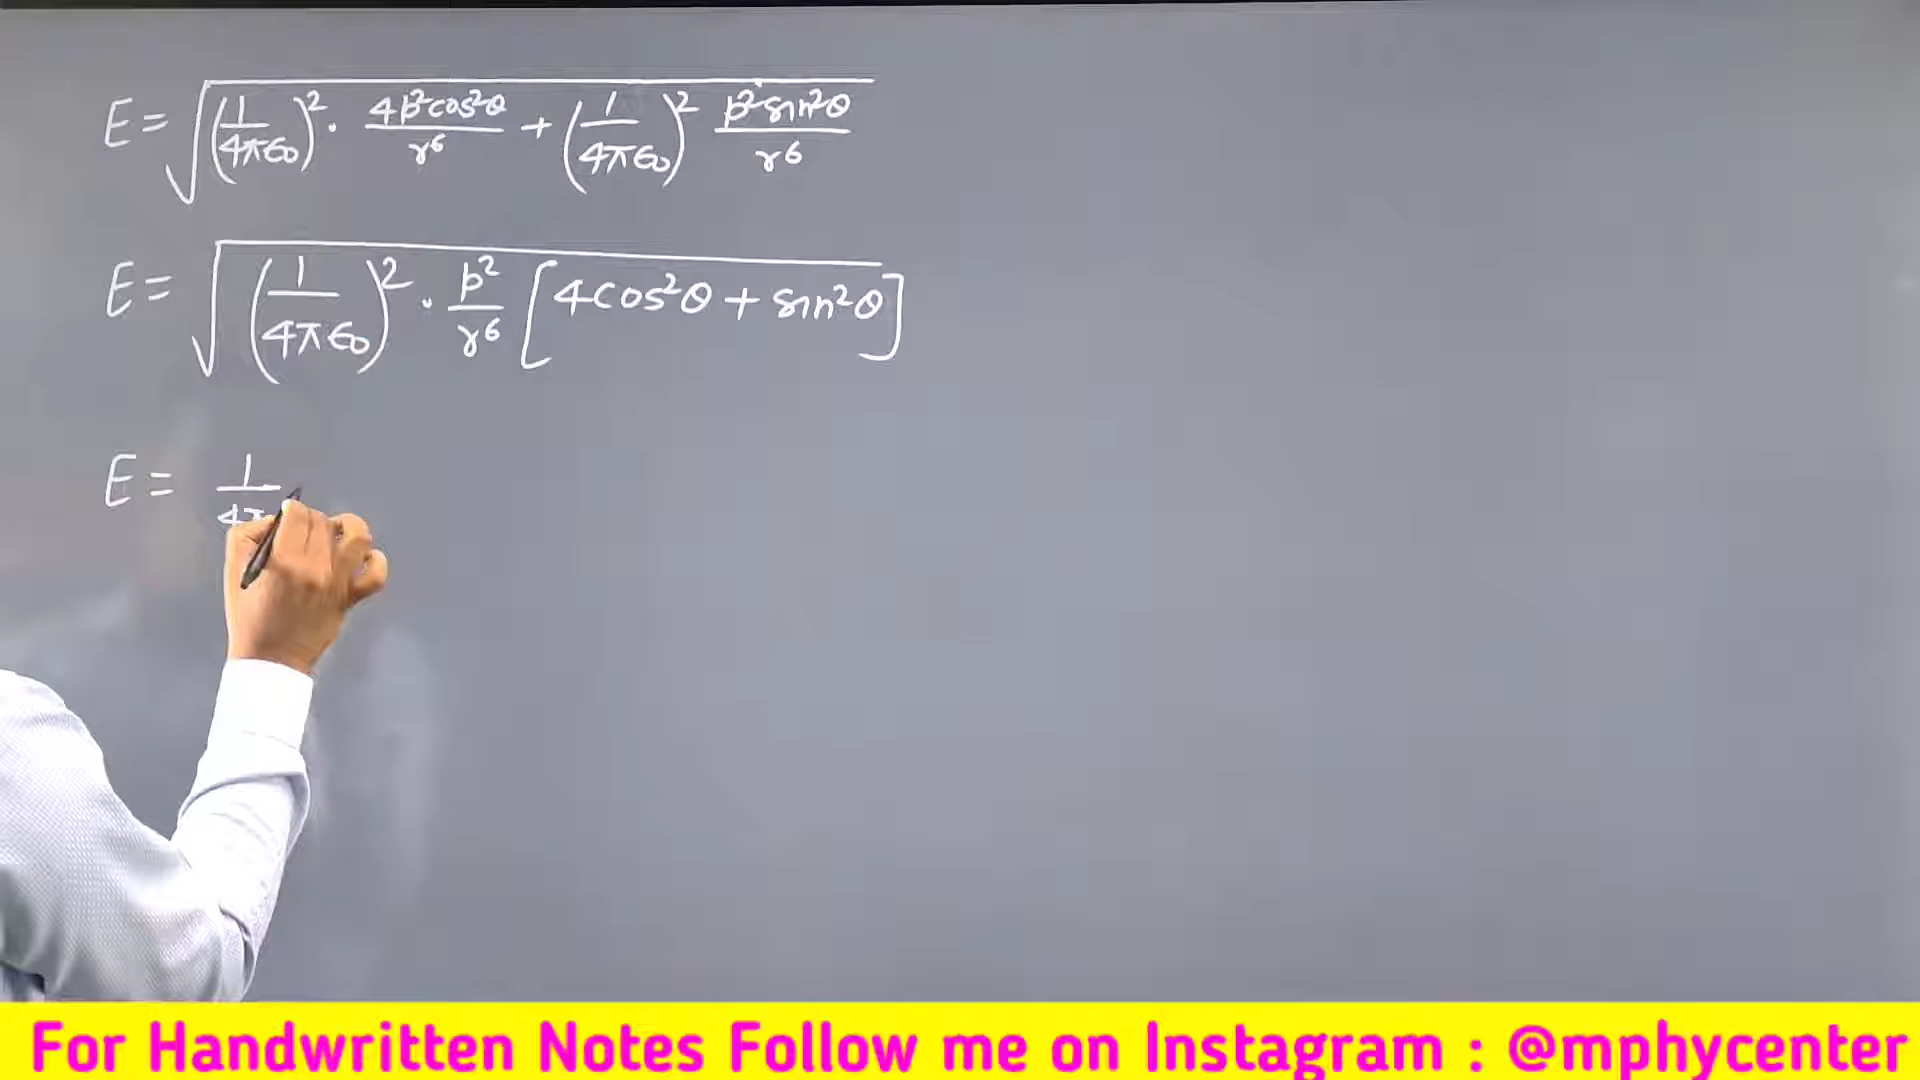 E = √((1/4πϵ₀)² · 4p²cos²θ/r⁶ + (1/4πϵ₀)² p²sin²θ/r⁶)
E = √((1/4πϵ₀)² · p²/r⁶ [4cos²θ + sin²θ])
E = 1/4π
For Handwritten Notes Follow me on Instagram : @mphycenter